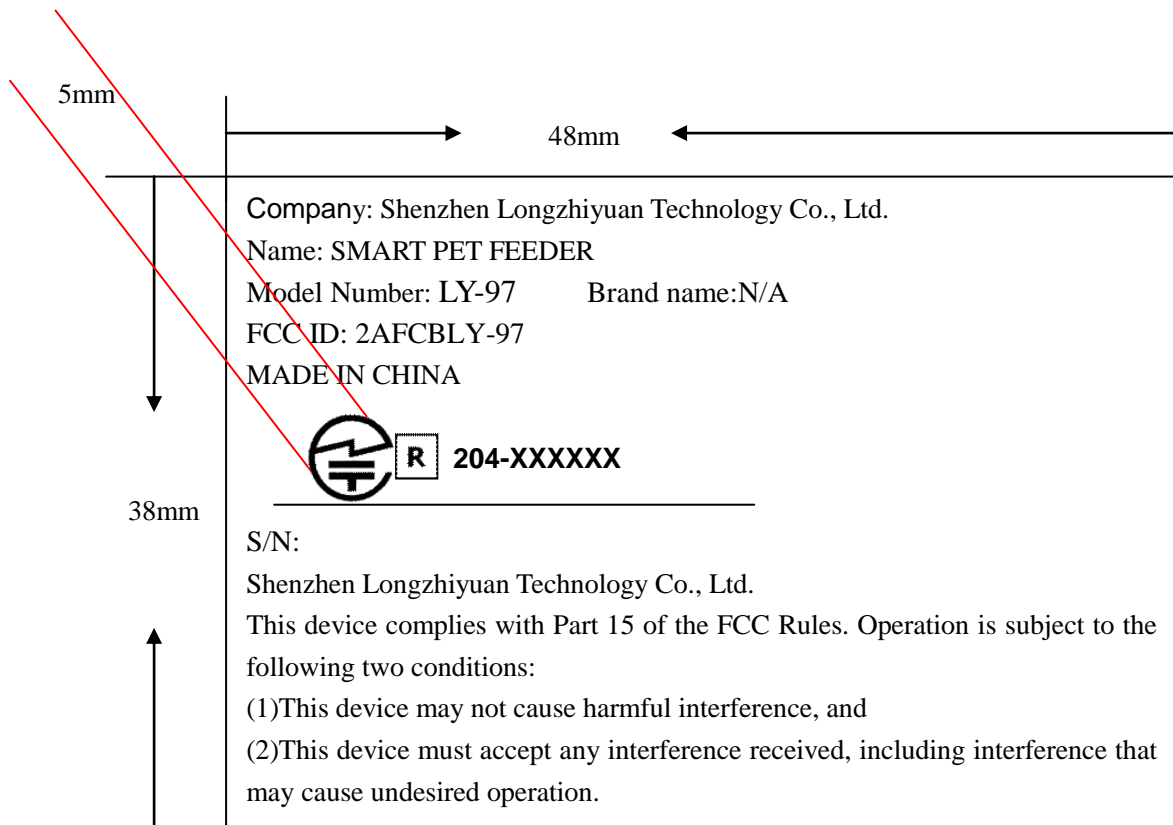 5mm
48mm
Company: Shenzhen Longzhiyuan Technology Co., Ltd.
Name: SMART PET FEEDER
Model Number: LY-97 Brand name:N/A
FCC ID: 2AFCBLY-97
MADE IN CHINA
R 204-XXXXXX
38mm
S/N:
Shenzhen Longzhiyuan Technology Co., Ltd.
This device complies with Part 15 of the FCC Rules. Operation is subject to the
following two conditions:
(1)This device may not cause harmful interference, and
(2)This device must accept any interference received, including interference that
may cause undesired operation.